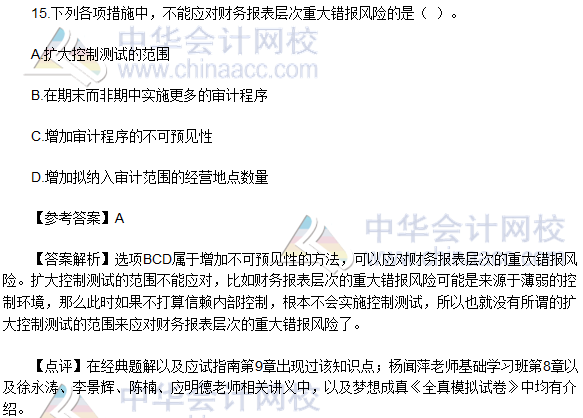 15.下列各项措施中，不能应对财务报表层次重大错报风险的是（  ）。
中华会计网校
www.chinaacc.com
A.扩大控制测试的范围
B.在期末而非期中实施更多的审计程序
C.增加审计程序的不可预见性
D.增加拟纳入审计范围的经营地点数量
【参考答案】A
中华会计网校
www.chinaacc.com
【答案解析】选项BCD属于增加不可预见性的方法，可以应对财务报表层次的重大错报风
险。扩大控制测试的范围不能应对，比如财务报表层次的重大错报风险可能是来源于薄弱的控
制环境，那么此时如果不打算信赖内部控制，根本不会实施控制测试，所以也就没有所谓的扩
大控制测试的范围来应对财务报表层次的重大错报风险了。
【点评】在经典题解以及应试指南第9章出现过该知识点；杨闻萍老师基础学习班第8章以
及徐永涛、李景辉、陈楠、应明德老师相关讲义中，以及梦想成真《全真模拟试卷》中均有介
绍。